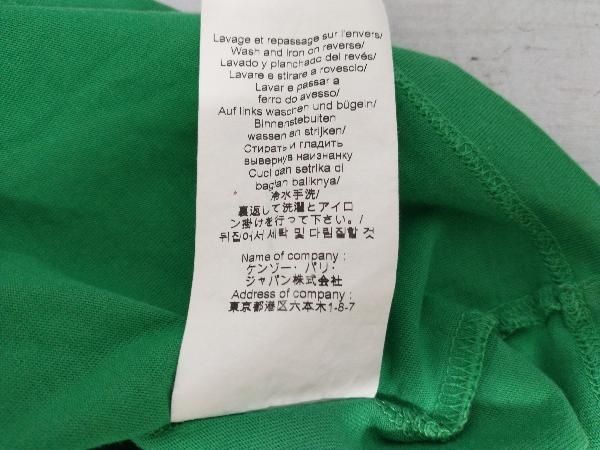 Lavage et repassage sur l'envers/
Wash and iron on reverse/
Lavado y planchado del revés/
Lavare e stirare a rovescio/
Lavar e passar a
ferro do avesso/
Auf links waschen und bügeln/
Binnenstebuiten
wassen en strijken/
Стирать и гладить
вывернув наизнанку
Cuci dan setrika di
bagian baliknya/
冷水手洗/
裏返して洗濯とアイロ
ン掛けを行って下さい。/
뒤집어서 세탁 및 다림질할 것
Name of company :
ケンゾー・パリ・
ジャパン株式会社
Address of company :
東京都港区六本木1-8-7